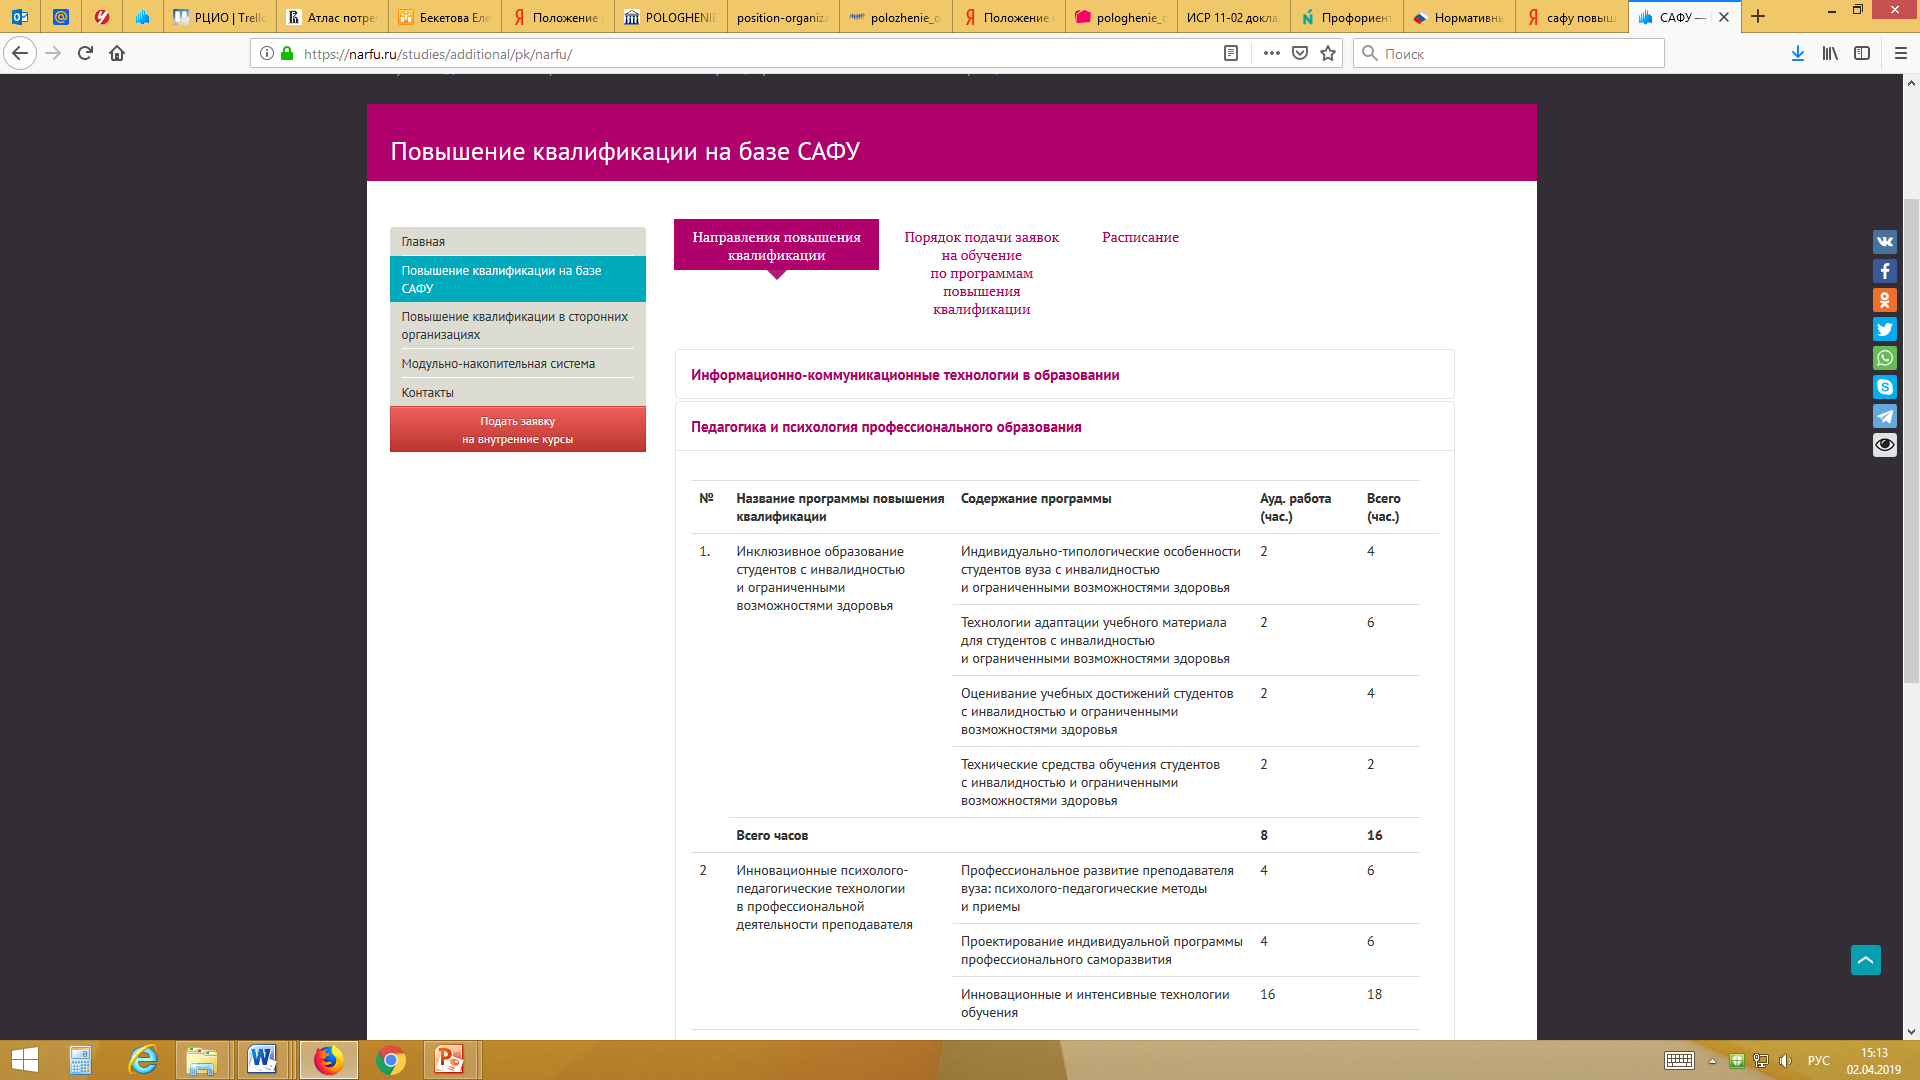 РЦИО | Trello
Атлас потре
Бекетова Еле
Положение
POLOGHENIE
position-organiza
polozhenie_o
Положение
pologhenie_
ИСР 11-02 докла
Профориент
Нормативн
сафу повыш
САФУ —
https://narfu.ru/studies/additional/pk/narfu/
Поиск
Повышение квалификации на базе САФУ
Главная
Повышение квалификации на базе
САФУ
Повышение квалификации в сторонних
организациях
Модульно-накопительная система
Контакты
Подать заявку
на внутренние курсы
Направления повышения
квалификации
Порядок подачи заявок
на обучение
по программам
повышения
квалификации
Расписание
Информационно-коммуникационные технологии в образовании
Педагогика и психология профессионального образования
№ Название программы повышения Содержание программы Ауд. работа Всего
квалификации (час.) (час.)
1. Инклюзивное образование Индивидуально-типологические особенности 2 4
студентов с инвалидностью студентов вуза с инвалидностью
и ограниченными и ограниченными возможностями здоровья
возможностями здоровья
Технологии адаптации учебного материала 2 6
для студентов с инвалидностью
и ограниченными возможностями здоровья
Оценивание учебных достижений студентов 2 4
с инвалидностью и ограниченными
возможностями здоровья
Технические средства обучения студентов 2 2
с инвалидностью и ограниченными
возможностями здоровья
Всего часов 8 16
2 Инновационные психолого- Профессиональное развитие преподавателя 4 6
педагогические технологии вуза: психолого-педагогические методы
в профессиональной и приемы
деятельности преподавателя
Проектирование индивидуальной программы 4 6
профессионального саморазвития
Инновационные и интенсивные технологии 16 18
обучения
РУС
15:13
02.04.2019